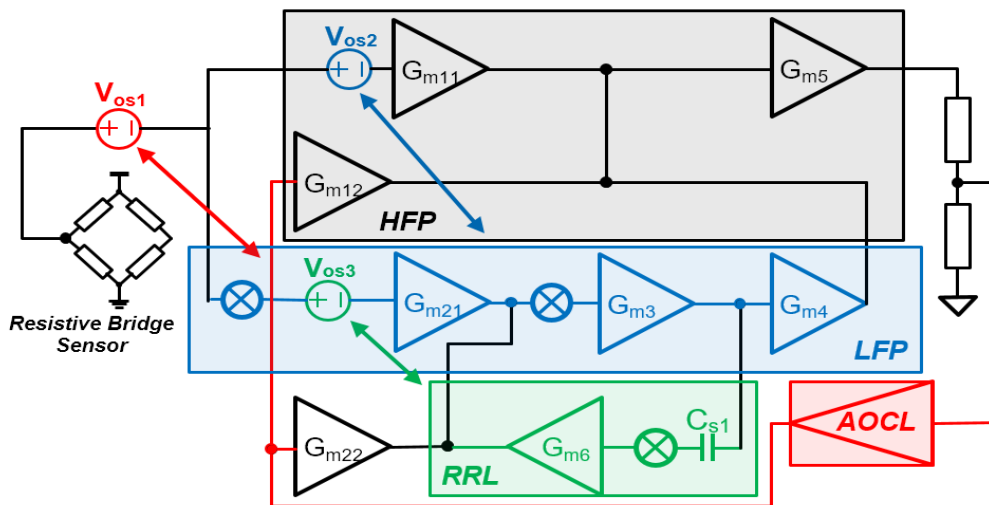 Vos2
Gm11
Gm5
Vos1
+ −
+ −
Gm12
HFP
Vos3
+ −
Gm21
Gm3
Gm4
Resistive Bridge
Sensor
LFP
Cs1
AOCL
Gm22
Gm6
RRL